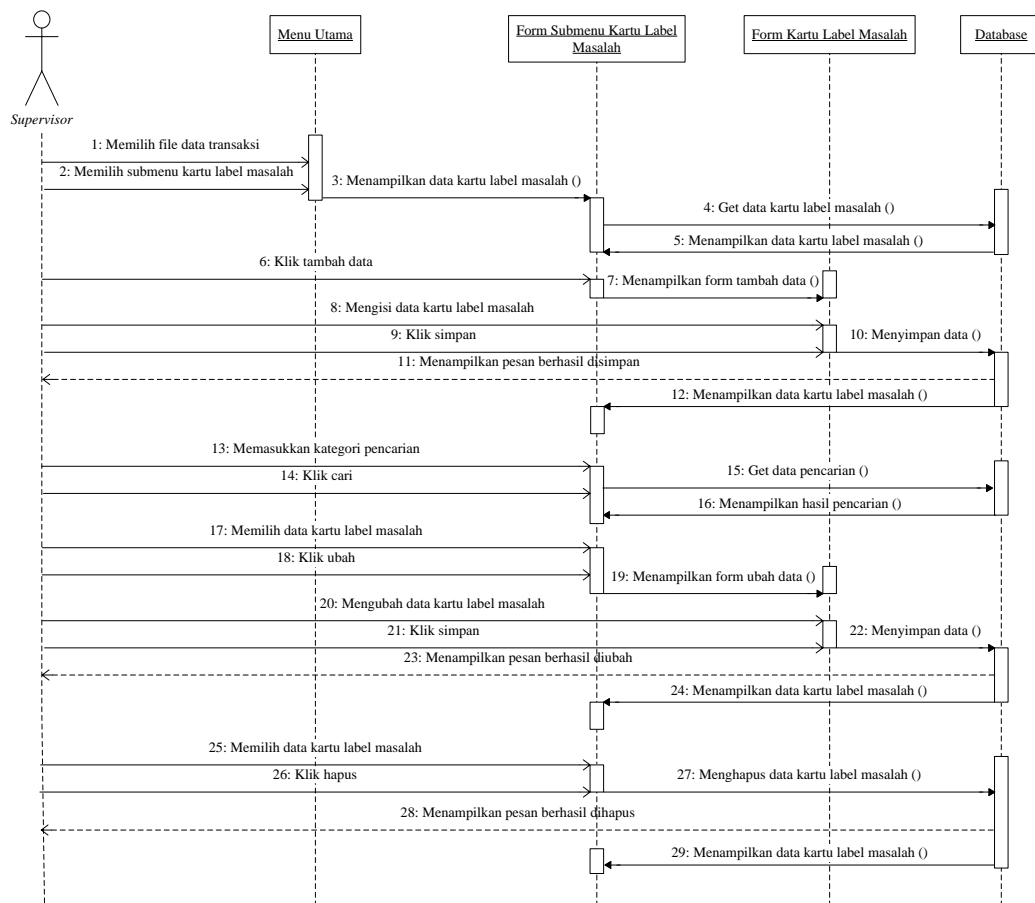 Menu Utama
Form Submenu Kartu Label
Masalah
Form Kartu Label Masalah
Database
Supervisor
1: Memilih file data transaksi
2: Memilih submenu kartu label masalah
3: Menampilkan data kartu label masalah ()
4: Get data kartu label masalah ()
5: Menampilkan data kartu label masalah ()
6: Klik tambah data
7: Menampilkan form tambah data ()
8: Mengisi data kartu label masalah
9: Klik simpan
10: Menyimpan data ()
11: Menampilkan pesan berhasil disimpan
12: Menampilkan data kartu label masalah ()
13: Memasukkan kategori pencarian
14: Klik cari
15: Get data pencarian ()
16: Menampilkan hasil pencarian ()
17: Memilih data kartu label masalah
18: Klik ubah
19: Menampilkan form ubah data ()
20: Mengubah data kartu label masalah
21: Klik simpan
22: Menyimpan data ()
23: Menampilkan pesan berhasil diubah
24: Menampilkan data kartu label masalah ()
25: Memilih data kartu label masalah
26: Klik hapus
27: Menghapus data kartu label masalah ()
28: Menampilkan pesan berhasil dihapus
29: Menampilkan data kartu label masalah ()